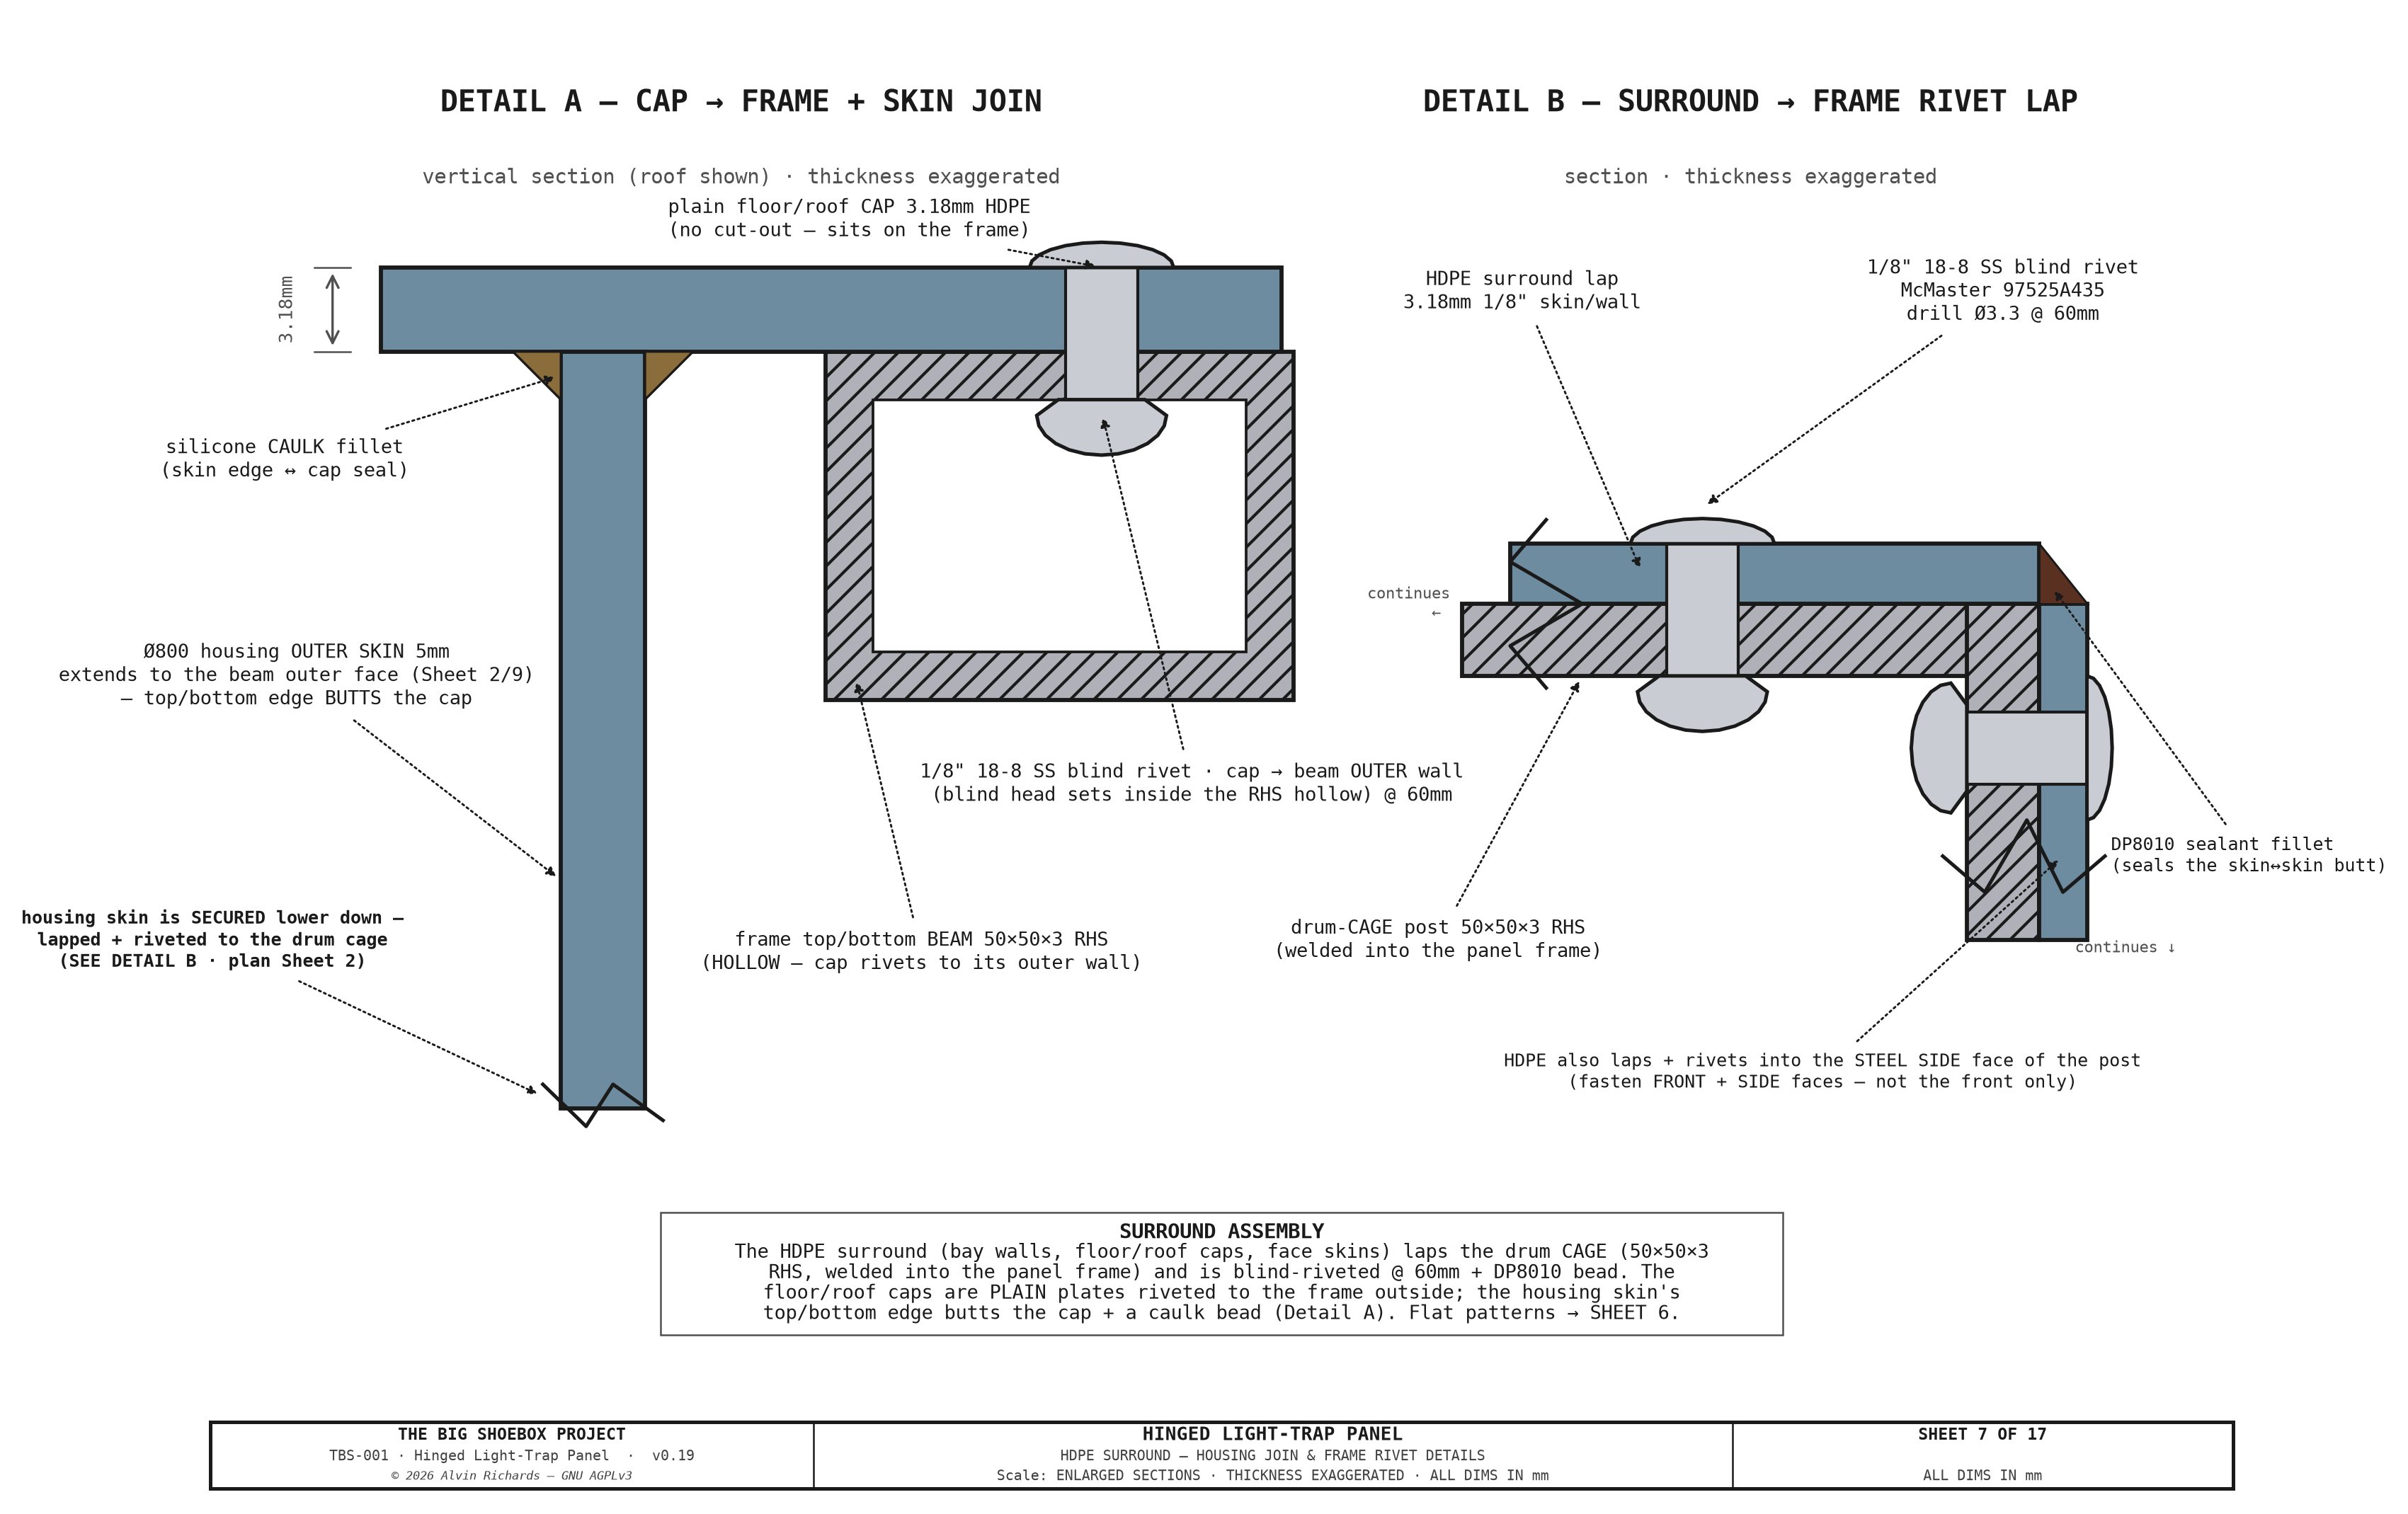 DETAIL A — CAP → FRAME + SKIN JOIN
vertical section (roof shown) · thickness exaggerated
plain floor/roof CAP 3.18mm HDPE
(no cut-out — sits on the frame)
3.18mm
silicone CAULK fillet
(skin edge ↔ cap seal)
Ø800 housing OUTER SKIN 5mm
extends to the beam outer face (Sheet 2/9)
— top/bottom edge BUTTS the cap
housing skin is SECURED lower down —
lapped + riveted to the drum cage
(SEE DETAIL B · plan Sheet 2)
1/8" 18-8 SS blind rivet · cap → beam OUTER wall
(blind head sets inside the RHS hollow) @ 60mm
frame top/bottom BEAM 50×50×3 RHS
(HOLLOW — cap rivets to its outer wall)
DETAIL B — SURROUND → FRAME RIVET LAP
section · thickness exaggerated
HDPE surround lap
3.18mm 1/8" skin/wall
1/8" 18-8 SS blind rivet
McMaster 97525A435
drill Ø3.3 @ 60mm
continues
←
DP8010 sealant fillet
(seals the skin↔skin butt)
drum-CAGE post 50×50×3 RHS
(welded into the panel frame)
continues ↓
HDPE also laps + rivets into the STEEL SIDE face of the post
(fasten FRONT + SIDE faces — not the front only)
SURROUND ASSEMBLY
The HDPE surround (bay walls, floor/roof caps, face skins) laps the drum CAGE (50×50×3
RHS, welded into the panel frame) and is blind-riveted @ 60mm + DP8010 bead. The
floor/roof caps are PLAIN plates riveted to the frame outside; the housing skin's
top/bottom edge butts the cap + a caulk bead (Detail A). Flat patterns → SHEET 6.
THE BIG SHOEBOX PROJECT
TBS-001 · Hinged Light-Trap Panel · v0.19
© 2026 Alvin Richards — GNU AGPLv3
HINGED LIGHT-TRAP PANEL
HDPE SURROUND — HOUSING JOIN & FRAME RIVET DETAILS
Scale: ENLARGED SECTIONS · THICKNESS EXAGGERATED · ALL DIMS IN mm
SHEET 7 OF 17
ALL DIMS IN mm